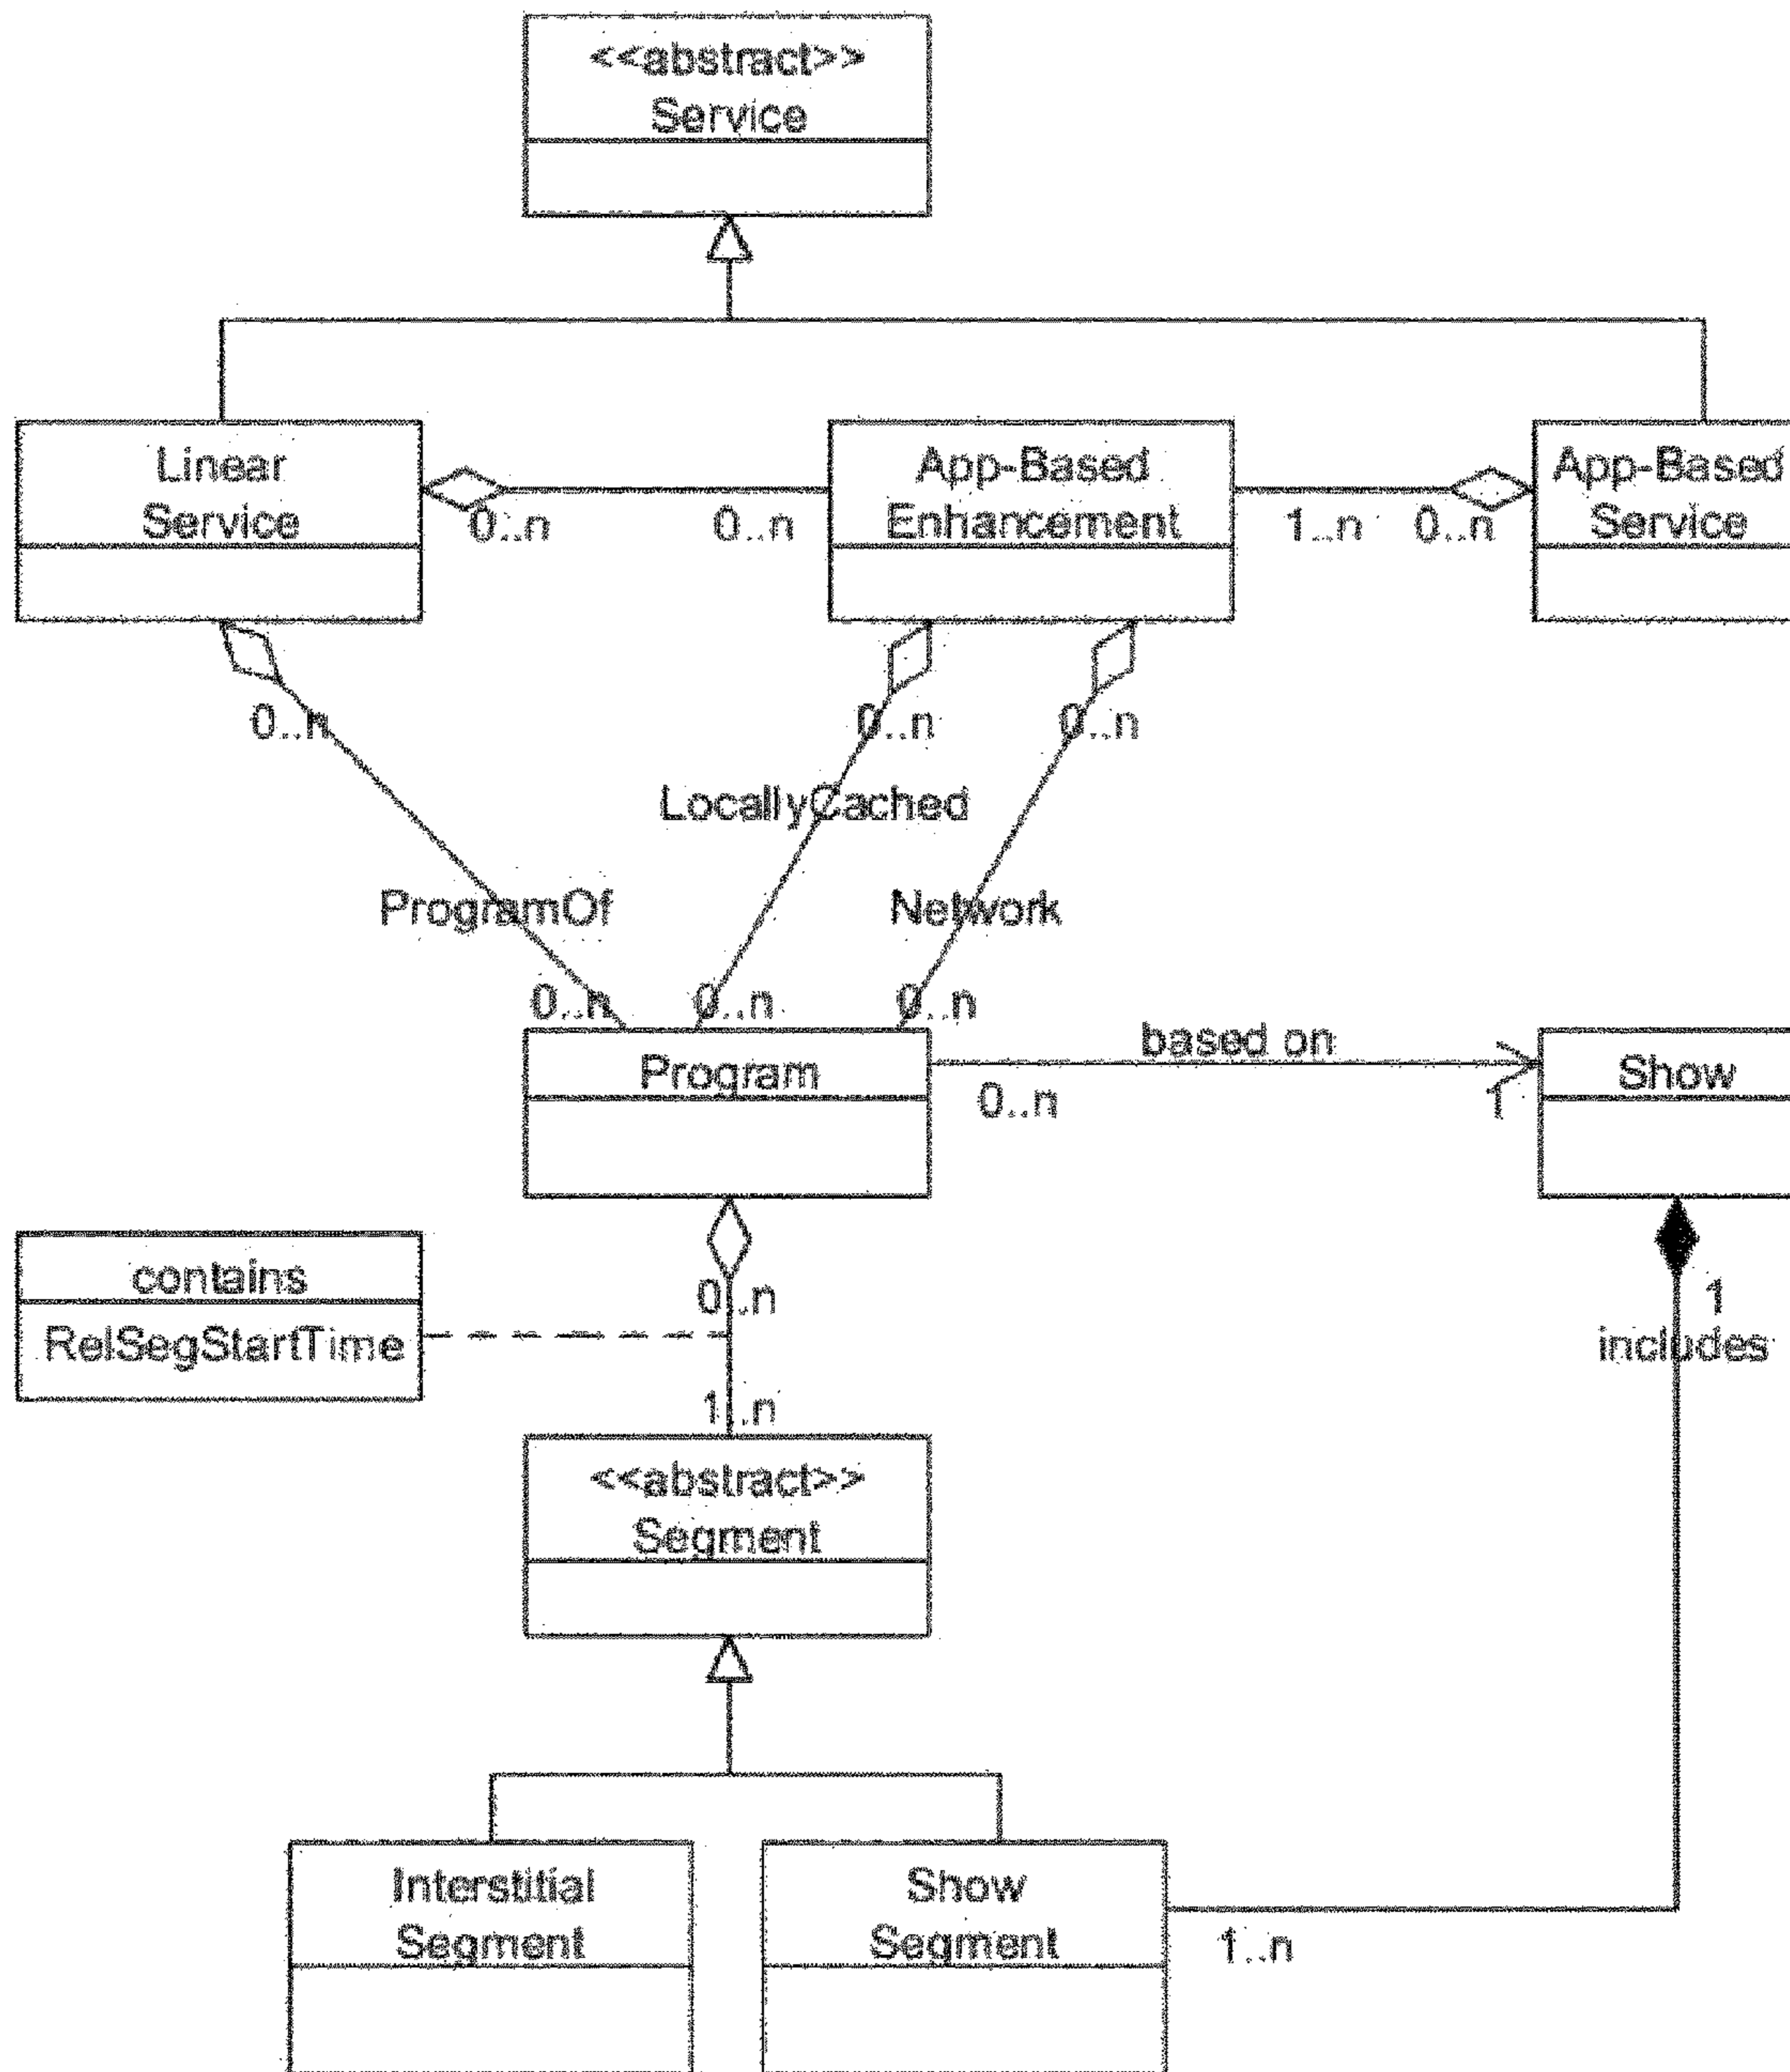 <<abstract>>
Service
Linear
Service
App-Based
Enhancement
App-Based
Service
0..n
0..n
1..n
0..n
0..n
0..n
0..n
LocallyCached
ProgramOf
Network
0..n
0..n
0..n
Program
based on
0..n
1
Show
contains
RelSegStartTime
0..n
1..n
1
includes
<<abstract>>
Segment
Interstitial
Segment
Show
Segment
1..n